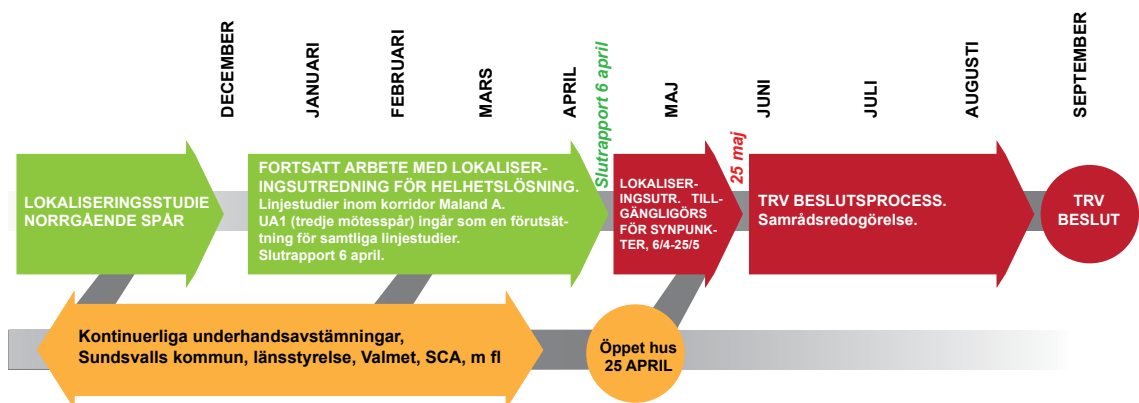 DECEMBER
JANUARI
FEBRUARI
MARS
APRIL
Slutrapport 6 april
MAJ
25 maj
JUNI
JULI
AUGUSTI
SEPTEMBER
LOKALISERINGSSTUDIE
NORRGÅENDE SPÅR
FORTSATT ARBETE MED LOKALISER-
INGSUTREDNING FÖR HELHETSLÖSNING.
Linjestudier inom korridor Maland A.
UA1 (tredje mötesspår) ingår som en förutsät-
tning för samtliga linjestudier.
Slutrapport 6 april.
LOKALISER-
INGSUTR. TILL-
GÄNGLIGÖRS
FÖR SYNPUNK-
TER, 6/4-25/5
TRV BESLUTSPROCESS.
Samrådsredogörelse.
TRV
BESLUT
Kontinuerliga underhandsavstämningar,
Sundsvalls kommun, länsstyrelse, Valmet, SCA, m fl
Öppet hus
25 APRIL